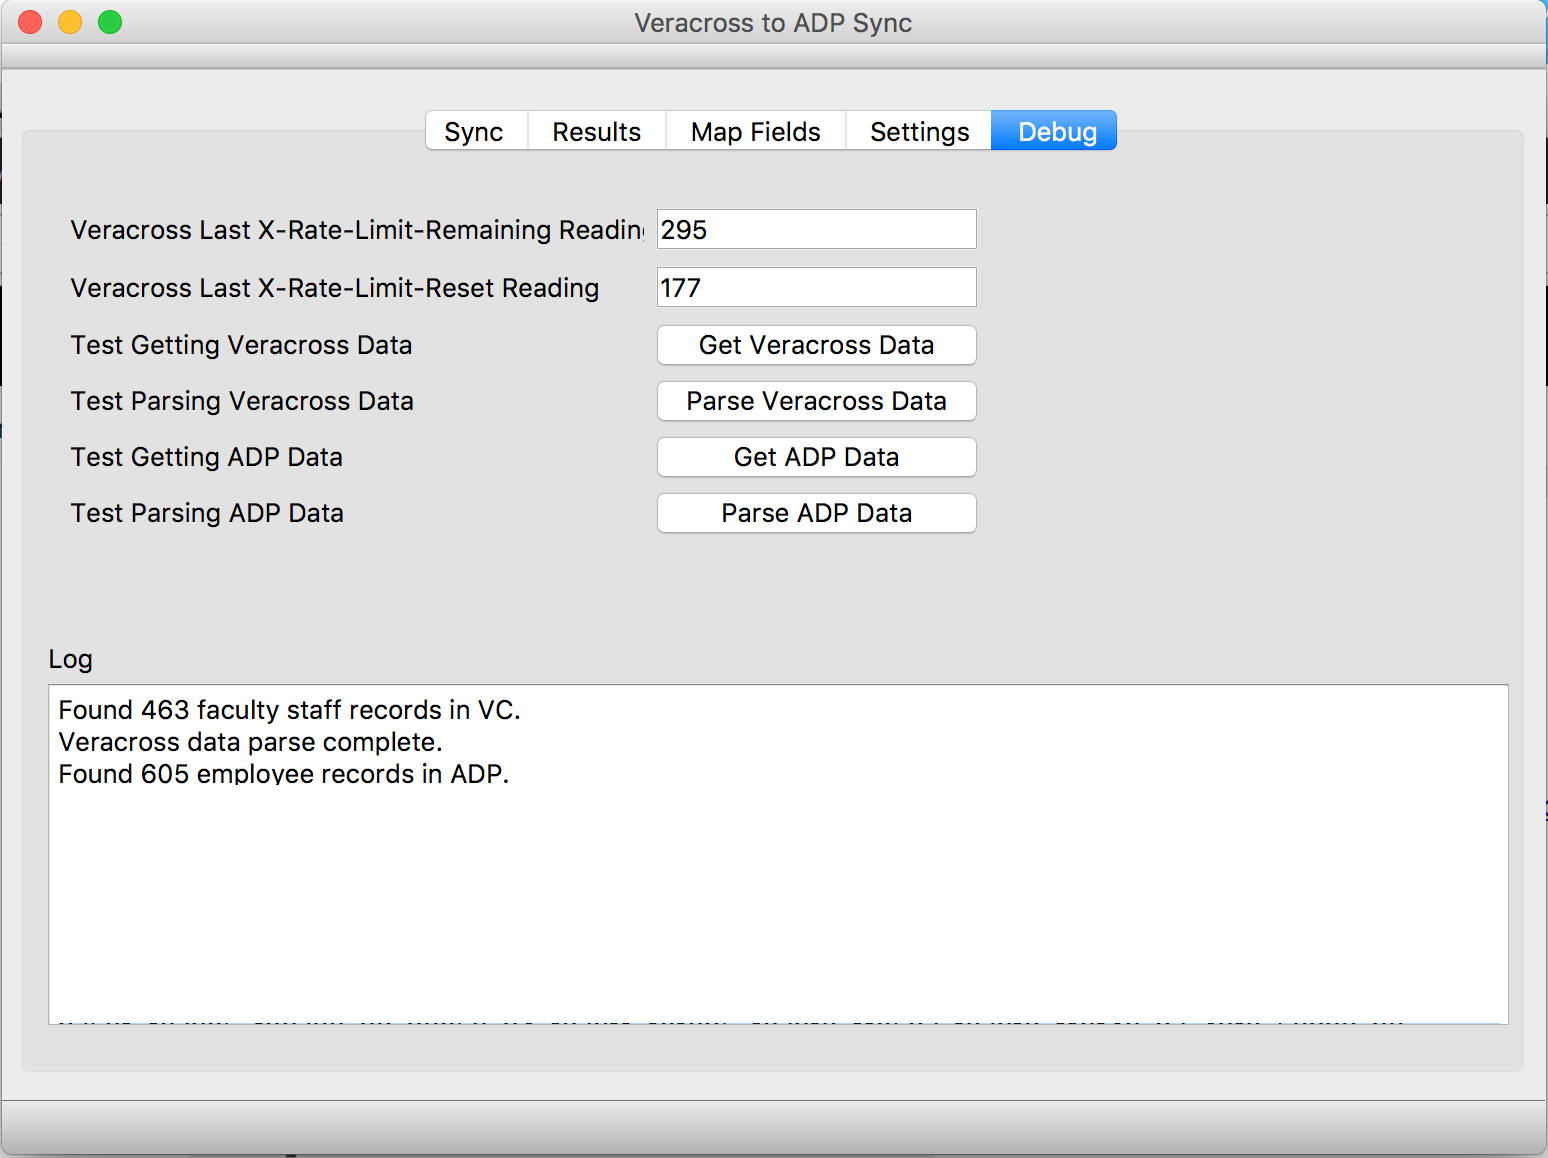 Veracross to ADP Sync
Sync Results Map Fields Settings Debug
Veracross Last X-Rate-Limit-Remaining 295
Veracross Last X-Rate-Limit-Reset Reading 177
Test Getting Veracross Data Get Veracross Data
Test Parsing Veracross Data Parse Veracross Data
Test Getting ADP Data Get ADP Data
Test Parsing ADP Data Parse ADP Data
Log
Found 463 faculty staff records in VC.
Veracross data parse complete.
Found 605 employee records in ADP.